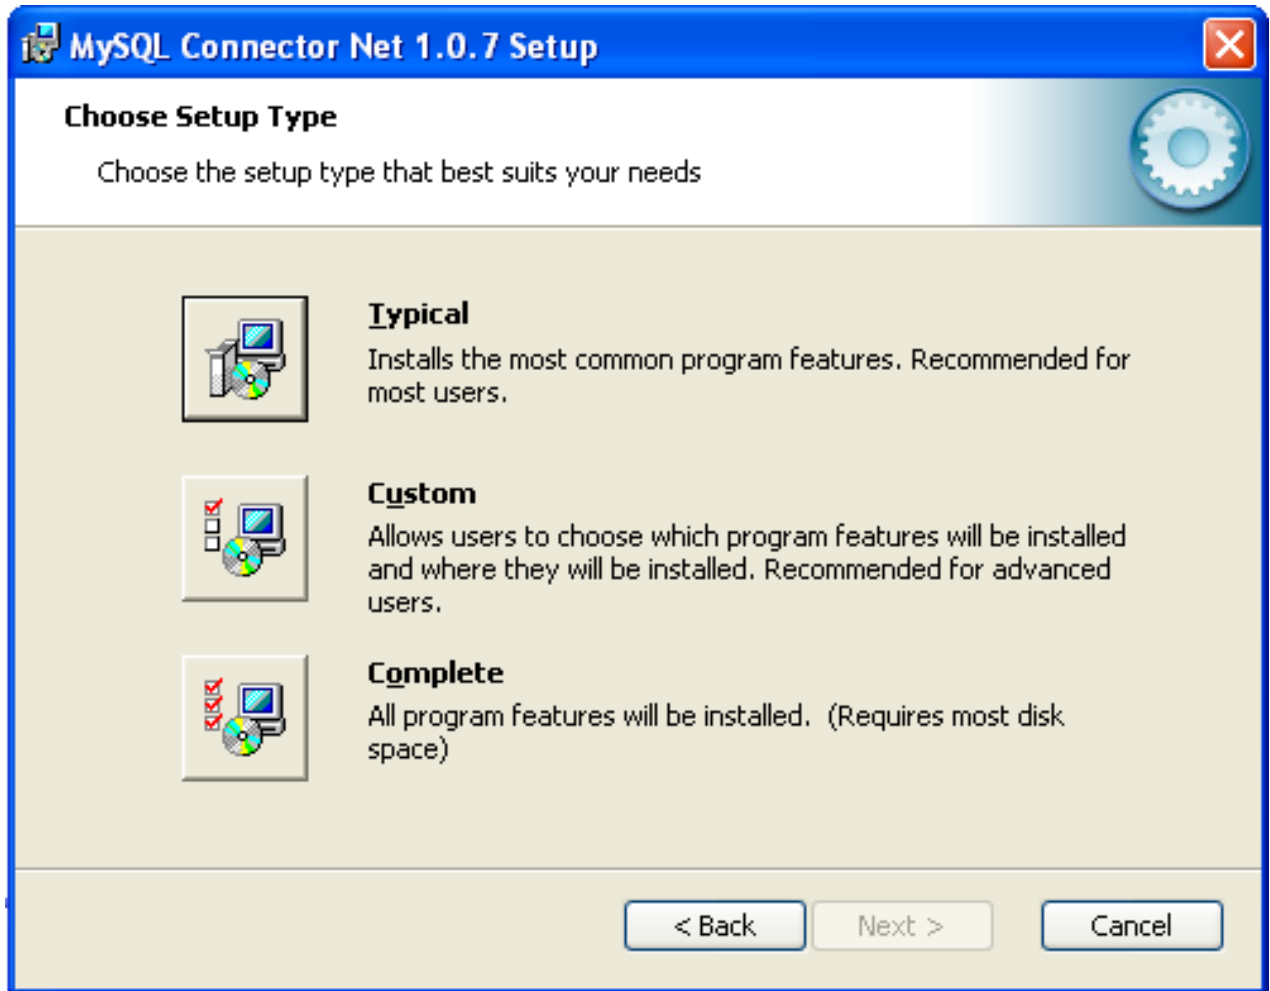 MySQL Connector Net 1.0.7 Setup
Choose Setup Type
Choose the setup type that best suits your needs
Typical
Installs the most common program features. Recommended for
most users.
Custom
Allows users to choose which program features will be installed
and where they will be installed. Recommended for advanced
users.
Complete
All program features will be installed.  (Requires most disk
space)
< Back
Next >
Cancel